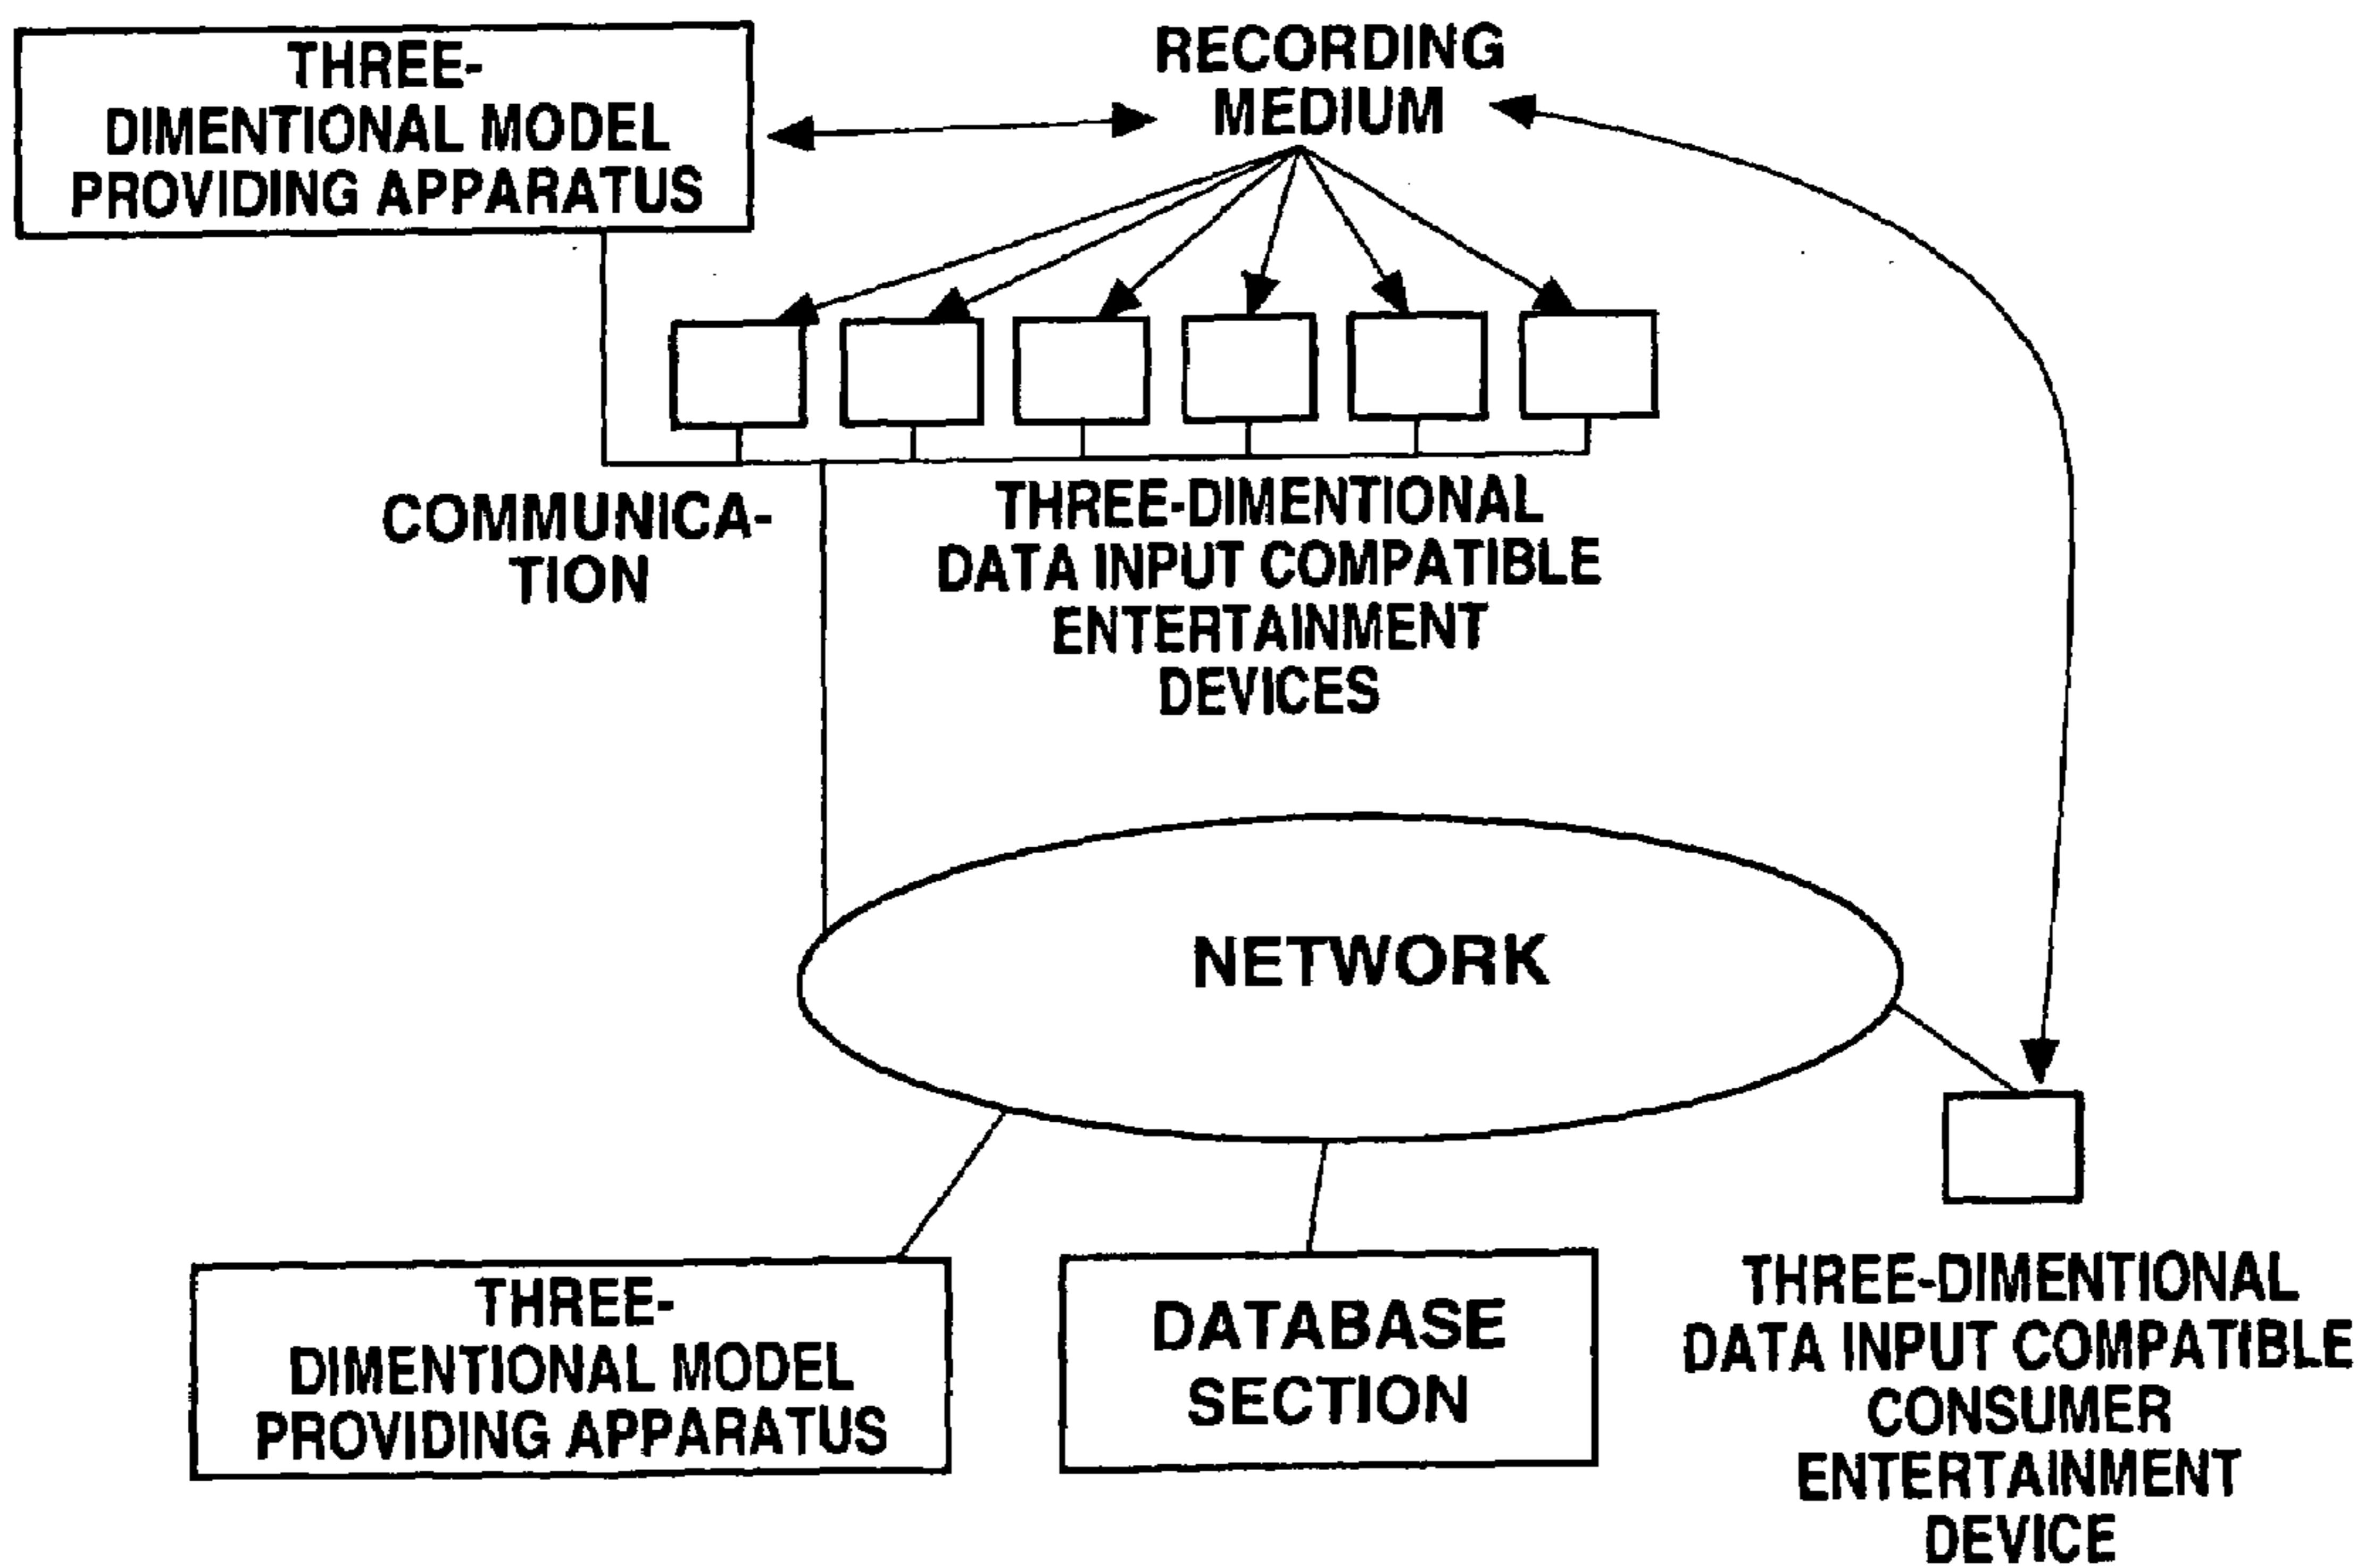 THREE-
DIMENTIONAL MODEL
PROVIDING APPARATUS
RECORDING
MEDIUM
COMMUNICA-
TION
THREE-DIMENTIONAL
DATA INPUT COMPATIBLE
ENTERTAINMENT
DEVICES
NETWORK
THREE-
DIMENTIONAL MODEL
PROVIDING APPARATUS
DATABASE
SECTION
THREE-DIMENTIONAL
DATA INPUT COMPATIBLE
CONSUMER
ENTERTAINMENT
DEVICE